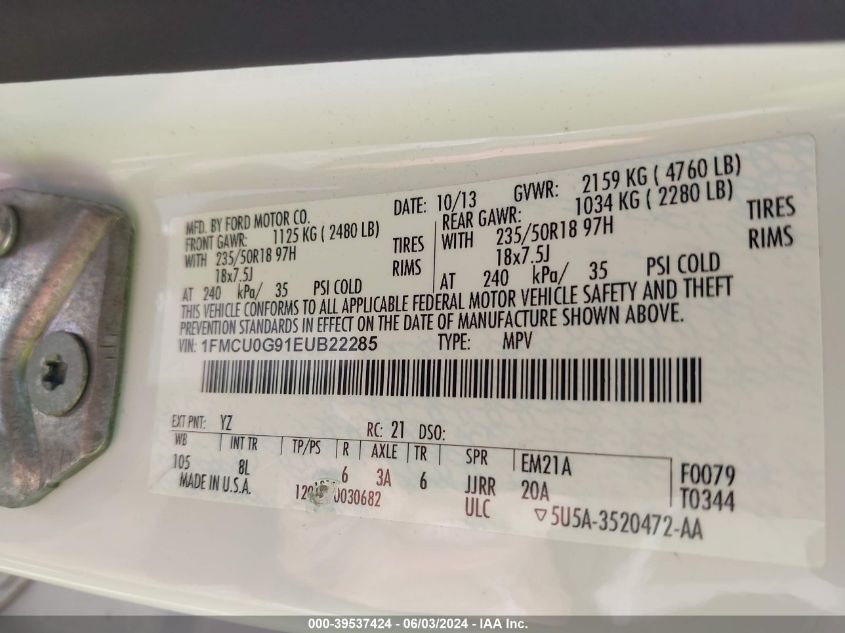 MFD. BY FORD MOTOR CO. DATE: 10/13 GVWR: 2159 KG ( 4760 LB)
FRONT GAWR: 1125 KG ( 2480 LB) REAR GAWR: 1034 KG ( 2280 LB)
WITH 235/50R18 97H TIRES WITH 235/50R18 97H TIRES
18x7.5J RIMS 18x7.5J RIMS
AT 240 kPa/ 35 PSI COLD AT 240 kPa/ 35 PSI COLD
THIS VEHICLE CONFORMS TO ALL APPLICABLE FEDERAL MOTOR VEHICLE SAFETY AND THEFT
PREVENTION STANDARDS IN EFFECT ON THE DATE OF MANUFACTURE SHOWN ABOVE.
VIN: 1FMCU0G91EUB22285 TYPE: MPV
EXT PNT: YZ RC: 21 DSO:
WB INT TR TP/PS R AXLE TR SPR EM21A F0079
105 8L 6 3A 6 JJRR 20A T0344
MADE IN U.S.A. 0030682 ULC ▽5U5A-3520472-AA
000-39537424 - 06/03/2024 - IAA Inc.